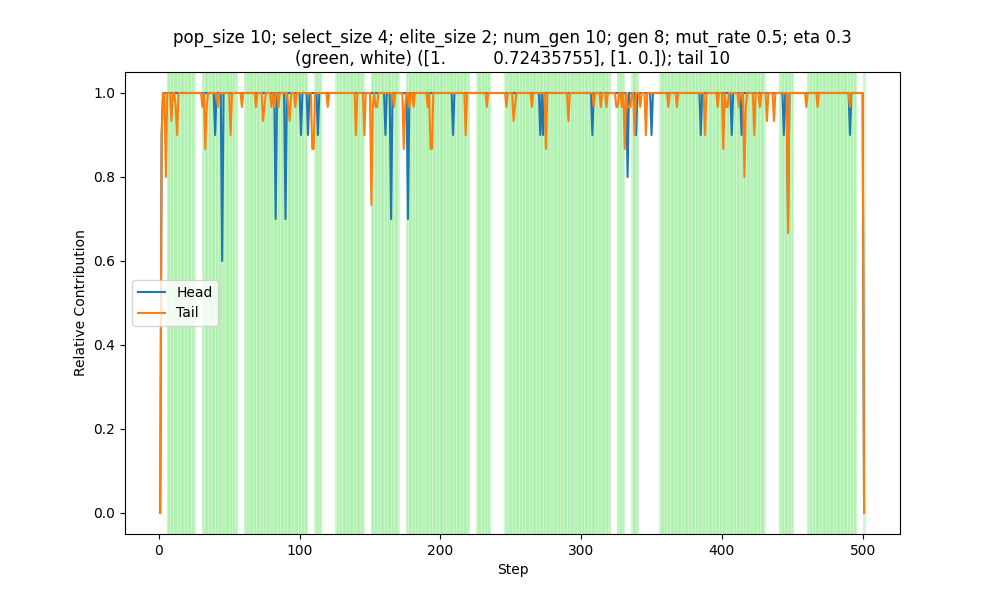 pop_size 10; select_size 4; elite_size 2; num_gen 10; gen 8; mut_rate 0.5; eta 0.3
(green, white) ([1.         0.72435755], [1. 0.]); tail 10
1.0
0.8
0.6
0.4
0.2
0.0
Relative Contribution
Head
Tail
0
100
200
300
400
500
Step